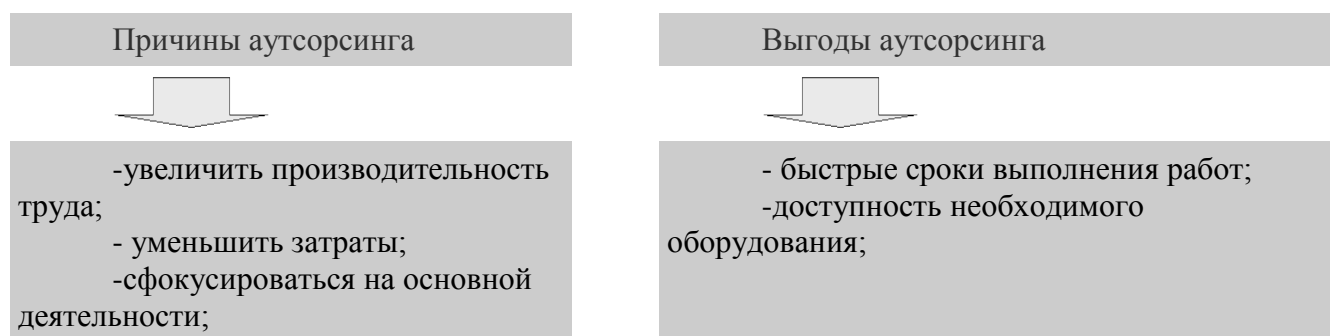 Причины аутсорсинга
Выгоды аутсорсинга
-увеличить производительность
труда;
- уменьшить затраты;
-сфокусироваться на основной
деятельности;
- быстрые сроки выполнения работ;
-доступность необходимого
оборудования;